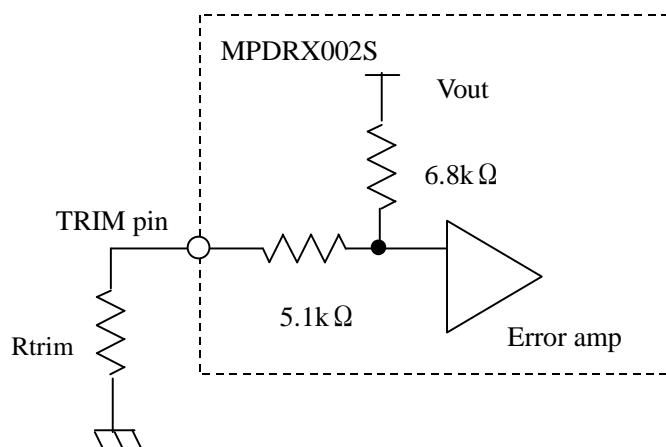 MPDRX002S
Vout
6.8kΩ
TRIM pin
5.1kΩ
Rtrim
Error amp